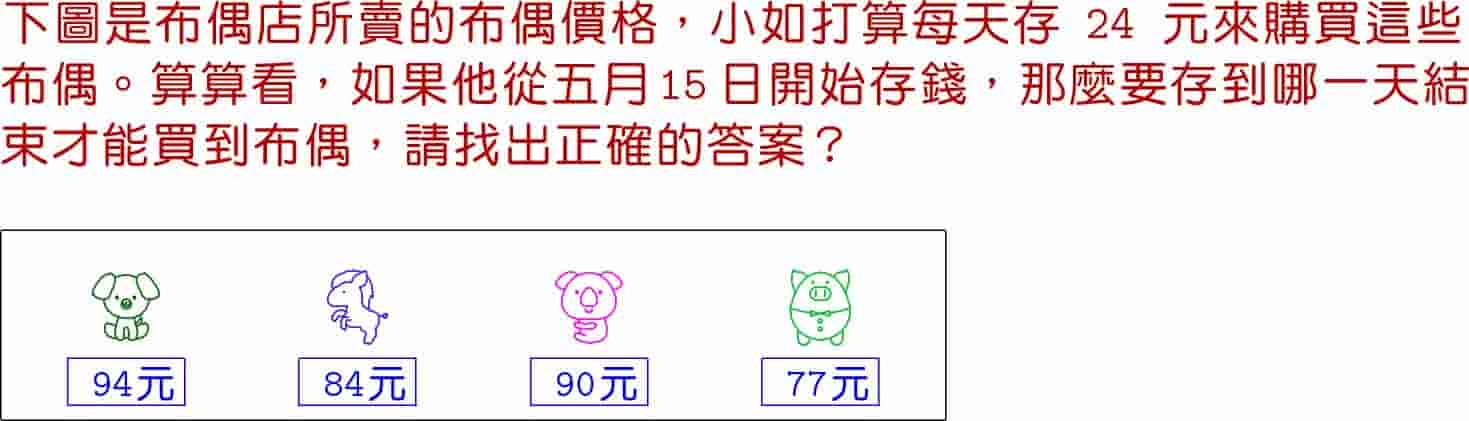 下圖是布偶店所賣的布偶價格，小如打算每天存 24 元來購買這些
布偶。算算看，如果他從五月15日開始存錢，那麼要存到哪一天結
束才能買到布偶，請找出正確的答案？
94元 84元 90元 77元